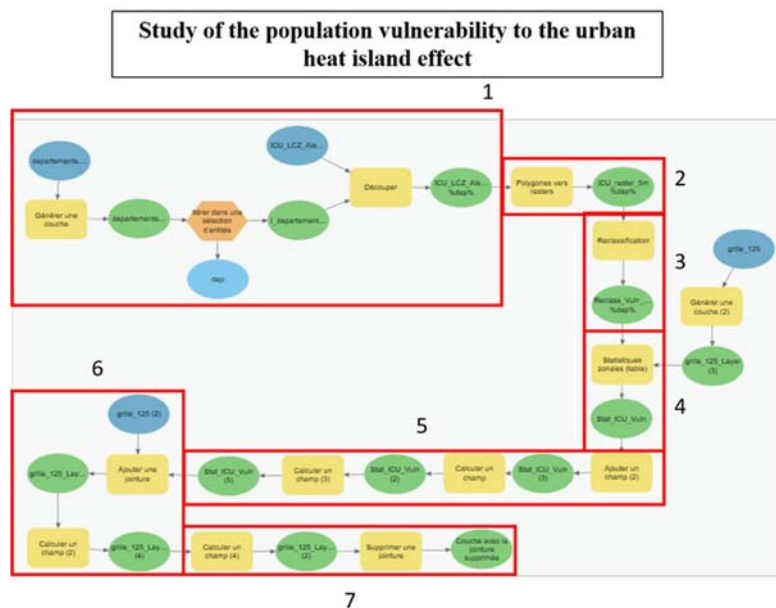 Study of the population vulnerability to the urban
heat island effect
1
departements....
Générer une
couche
departements...
Itérer dans une
sélection
d'entités
dep
I_departement...
ICU_LCZ_Ale...
Découper
ICU_LCZ_Ale...
%dep%
2
Polygones vers
rasters
ICU_raster_5m
%dep%
3
Reclassification
Reclass_Vuln_...
%dep%
grille_125
Générer une
couche (2)
grille_125_Layer
(3)
4
Statistiques
zonales (table)
Stat_ICU_Vuln
5
Ajouter un
champ (2)
Stat_ICU_Vuln
(3)
Calculer un
champ
Stat_ICU_Vuln
(2)
Calculer un
champ (3)
Stat_ICU_Vuln
(5)
6
grille_125 (2)
Ajouter une
jointure
grille_125_Lay...
Calculer un
champ (2)
grille_125_Lay...
(4)
7
Calculer un
champ (4)
grille_125_Lay...
(2)
Supprimer une
jointure
Couche avec la
jointure
supprimée